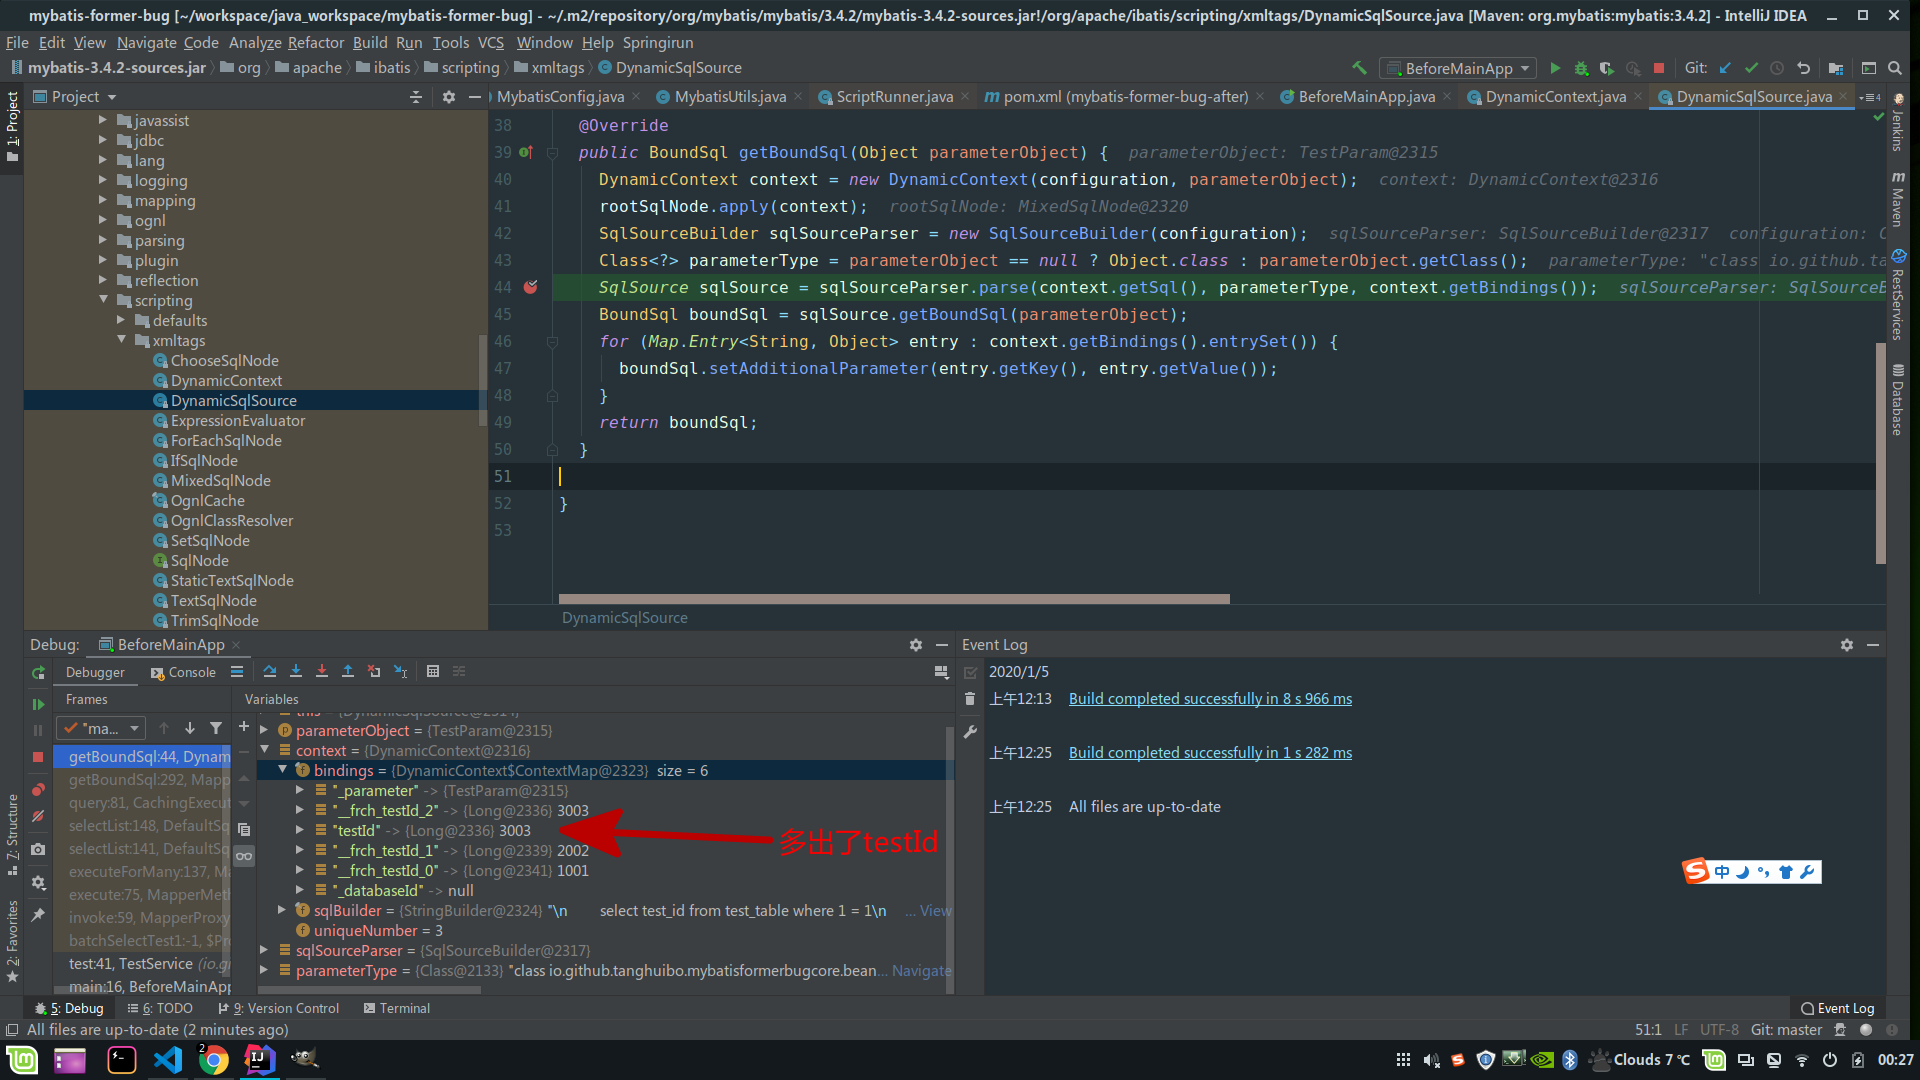 mybatis-former-bug [~/workspace/java_workspace/mybatis-former-bug] - ~/.m2/repository/org/mybatis/mybatis/3.4.2/mybatis-3.4.2-sources.jar!/org/apache/ibatis/scripting/xmltags/DynamicSqlSource.java [Maven: org.mybatis:mybatis:3.4.2] - IntelliJ IDEA
File Edit View Navigate Code Analyze Refactor Build Run Tools VCS Window Help Springirun
mybatis-3.4.2-sources.jar org apache ibatis scripting xmltags DynamicSqlSource
BeforeMainApp Git:
1: Project
Project
MybatisConfig.java MybatisUtils.java ScriptRunner.java pom.xml (mybatis-former-bug-after) BeforeMainApp.java DynamicContext.java DynamicSqlSource.java
javassist
jdbc
lang
logging
mapping
ognl
parsing
plugin
reflection
scripting
defaults
xmltags
ChooseSqlNode
DynamicContext
DynamicSqlSource
ExpressionEvaluator
ForEachSqlNode
IfSqlNode
MixedSqlNode
OgnlCache
OgnlClassResolver
SetSqlNode
SqlNode
StaticTextSqlNode
TextSqlNode
TrimSqlNode
38 @Override
39 public BoundSql getBoundSql(Object parameterObject) { parameterObject: TestParam@2315
40 DynamicContext context = new DynamicContext(configuration, parameterObject); context: DynamicContext@2316
41 rootSqlNode.apply(context); rootSqlNode: MixedSqlNode@2320
42 SqlSourceBuilder sqlSourceParser = new SqlSourceBuilder(configuration); sqlSourceParser: SqlSourceBuilder@2317 configuration: C
43 Class<?> parameterType = parameterObject == null ? Object.class : parameterObject.getClass(); parameterType: "class io.github.ta
44 SqlSource sqlSource = sqlSourceParser.parse(context.getSql(), parameterType, context.getBindings()); sqlSourceParser: SqlSourceB
45 BoundSql boundSql = sqlSource.getBoundSql(parameterObject);
46 for (Map.Entry<String, Object> entry : context.getBindings().entrySet()) {
47 boundSql.setAdditionalParameter(entry.getKey(), entry.getValue());
48 }
49 return boundSql;
50 }
51
52 }
53
DynamicSqlSource
Jenkins
Maven
RestServices
Database
Debug: BeforeMainApp
Debugger Console
Frames
Variables
"ma...
getBoundSql:44, Dynam
getBoundSql:292, Mapp
query:81, CachingExecut
selectList:148, DefaultSq
selectList:141, DefaultSq
executeForMany:137, Ma
execute:75, MapperMeth
invoke:59, MapperProxy
batchSelectTest1:-1, $Pr
test:41, TestService (io.gi
main:16, BeforeMainApp
this = {DynamicSqlSource@2314}
parameterObject = {TestParam@2315}
context = {DynamicContext@2316}
bindings = {DynamicContext$ContextMap@2323} size = 6
"_parameter" -> {TestParam@2315}
"__frch_testId_2" -> {Long@2336} 3003
"testId" -> {Long@2336} 3003
"__frch_testId_1" -> {Long@2339} 2002
"__frch_testId_0" -> {Long@2341} 1001
"_databaseId" -> null
多出了testId
sqlBuilder = {StringBuilder@2324} "\n select test_id from test_table where 1 = 1\n ... View
uniqueNumber = 3
sqlSourceParser = {SqlSourceBuilder@2317}
parameterType = {Class@2133} "class io.github.tanghuibo.mybatisformerbugcore.bean... Navigate
Event Log
2020/1/5
上午12:13 Build completed successfully in 8 s 966 ms
上午12:25 Build completed successfully in 1 s 282 ms
上午12:25 All files are up-to-date
S 中
7: Structure
2: Favorites
5: Debug 6: TODO 9: Version Control Terminal Event Log
All files are up-to-date (2 minutes ago) 51:1 LF UTF-8 Git: master
2 Clouds 7 ℃ 00:27